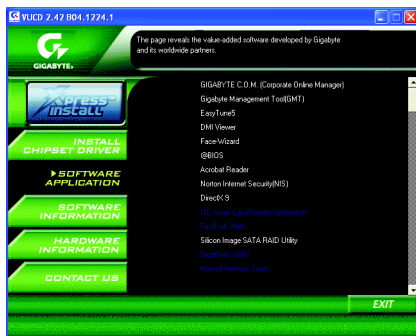 VUCD 2.42 B04.1224.1
GIGABYTE
The page reveals the value-added software developed by Gigabyte
and its worldwide partners.
Xpress™
Install
INSTALL
CHIPSET DRIVER
SOFTWARE
APPLICATION
SOFTWARE
INFORMATION
HARDWARE
INFORMATION
CONTACT US
GIGABYTE C.O.M. (Corporate Online Manager)
Gigabyte Management Tool(GMT)
EasyTune5
DMI Viewer
Face-Wizard
@BIOS
Acrobat Reader
Norton Internet Security(NIS)
DirectX 9
Silicon Image SATA RAID Utility
EXIT